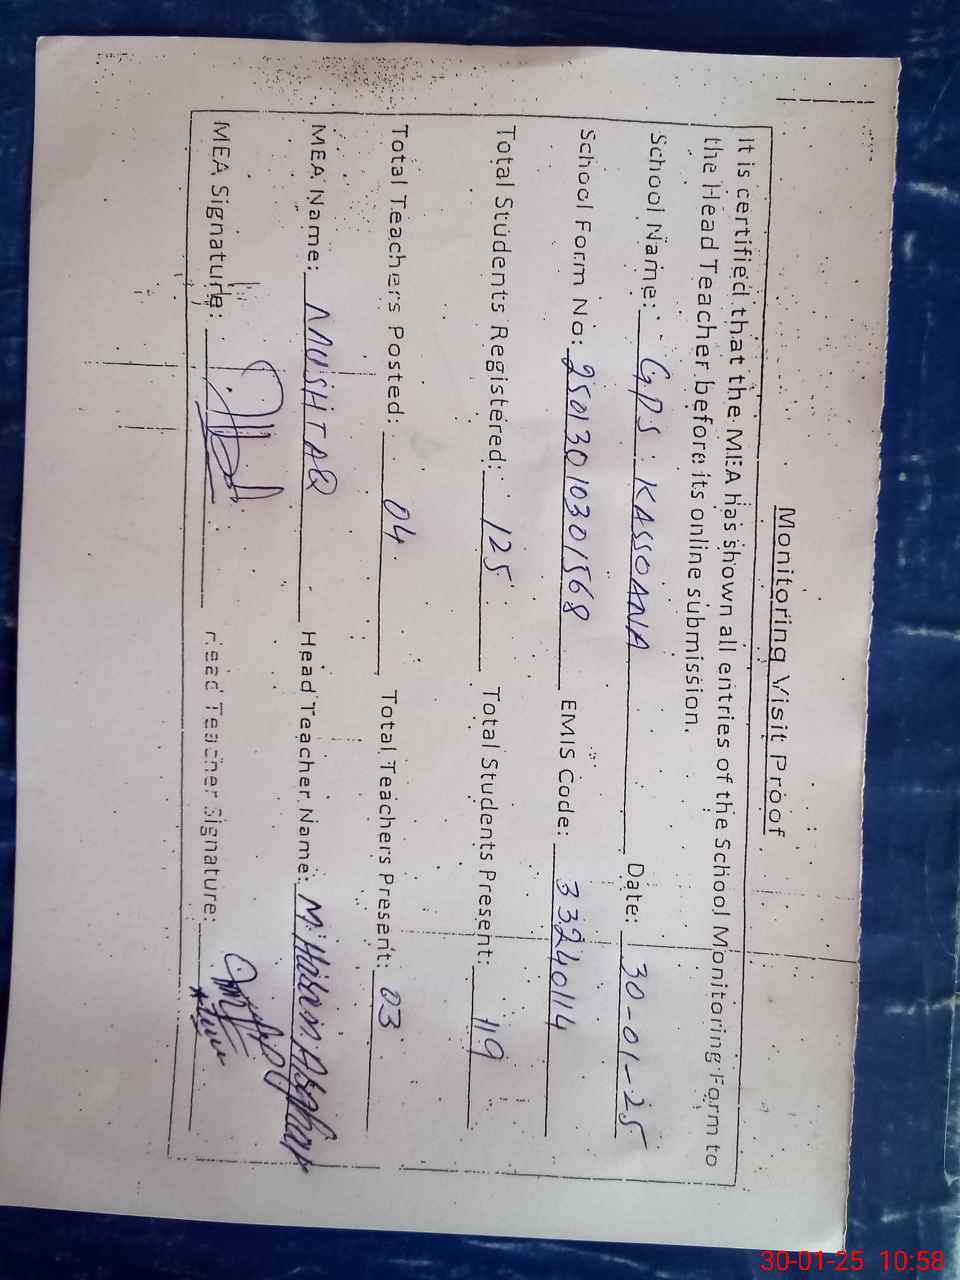 Monitoring Visit Proof
It is certified that the MEA has shown all entries of the School Monitoring Form to
the Head Teacher before its online submission.
School Name: GPS KASSOANA Date: 30-01-25
School Form No: 25013010301568 EMIS Code: 33240114
Total Students Registered: 125 Total Students Present: 119
Total Teachers Posted: 04 Total Teachers Present: 03
MEA Name: MUSHTAQ Head Teacher Name: M.
MEA Signature: Head Teacher Signature:
30-01-25 10:58